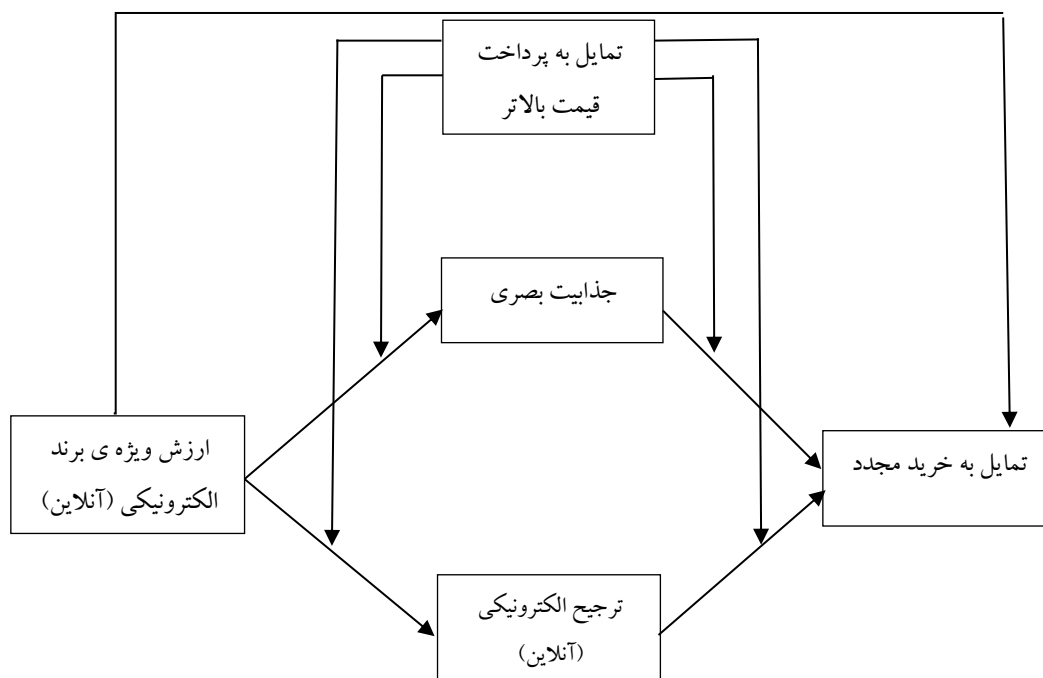 تمایل به پرداخت
قیمت بالاتر
جذابیت بصری
ارزش ویژه ی برند
الکترونیکی (آنلاین)
تمایل به خرید مجدد
ترجیح الکترونیکی
(آنلاین)